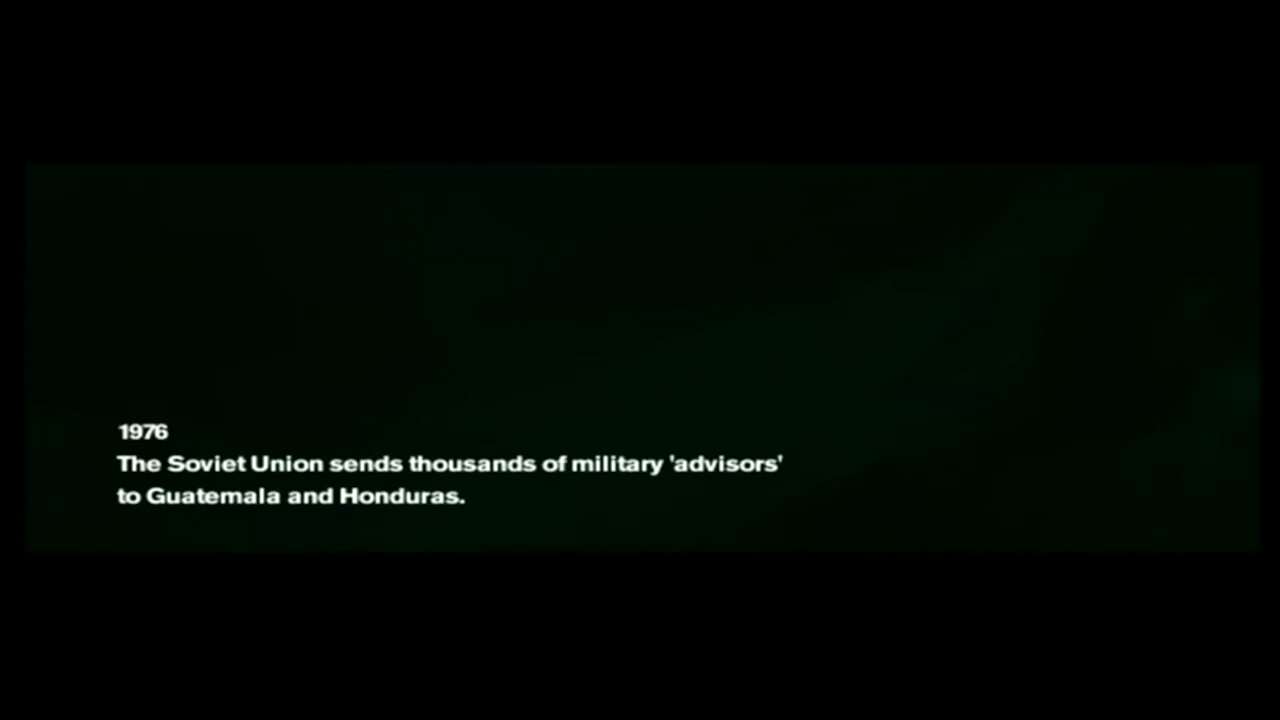 1976
The Soviet Union sends thousands of military 'advisors'
to Guatemala and Honduras.